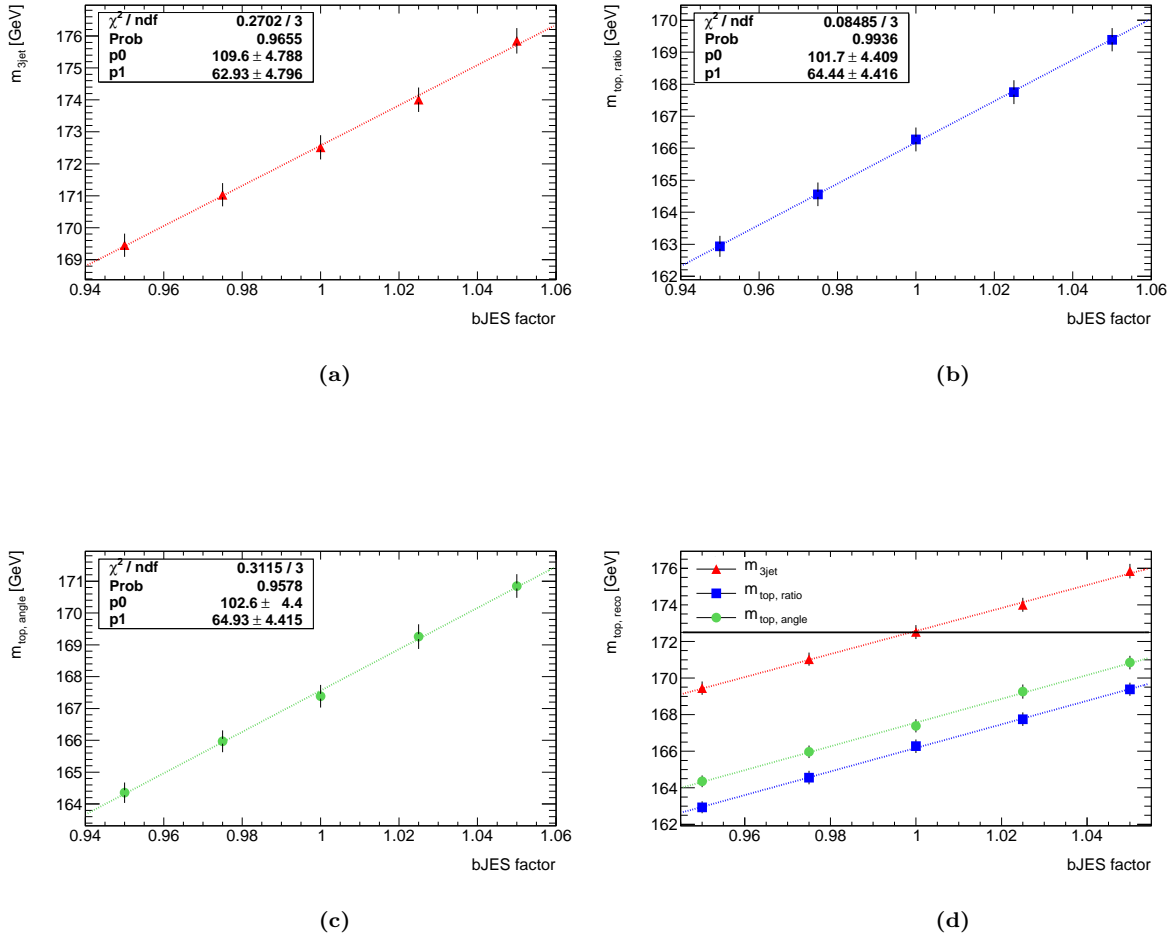 m3jet [GeV]
χ² / ndf 0.2702 / 3
Prob 0.9655
p0 109.6 ± 4.788
p1 62.93 ± 4.796
176
175
174
173
172
171
170
169
0.94 0.96 0.98 1 1.02 1.04 1.06
bJES factor
(a)
mtop, ratio [GeV]
χ² / ndf 0.08485 / 3
Prob 0.9936
p0 101.7 ± 4.409
p1 64.44 ± 4.416
170
169
168
167
166
165
164
163
162
0.94 0.96 0.98 1 1.02 1.04 1.06
bJES factor
(b)
mtop, angle [GeV]
χ² / ndf 0.3115 / 3
Prob 0.9578
p0 102.6 ± 4.4
p1 64.93 ± 4.415
171
170
169
168
167
166
165
164
0.94 0.96 0.98 1 1.02 1.04 1.06
bJES factor
(c)
mtop, reco [GeV]
m3jet
mtop, ratio
mtop, angle
176
174
172
170
168
166
164
162
0.96 0.98 1 1.02 1.04
bJES factor
(d)